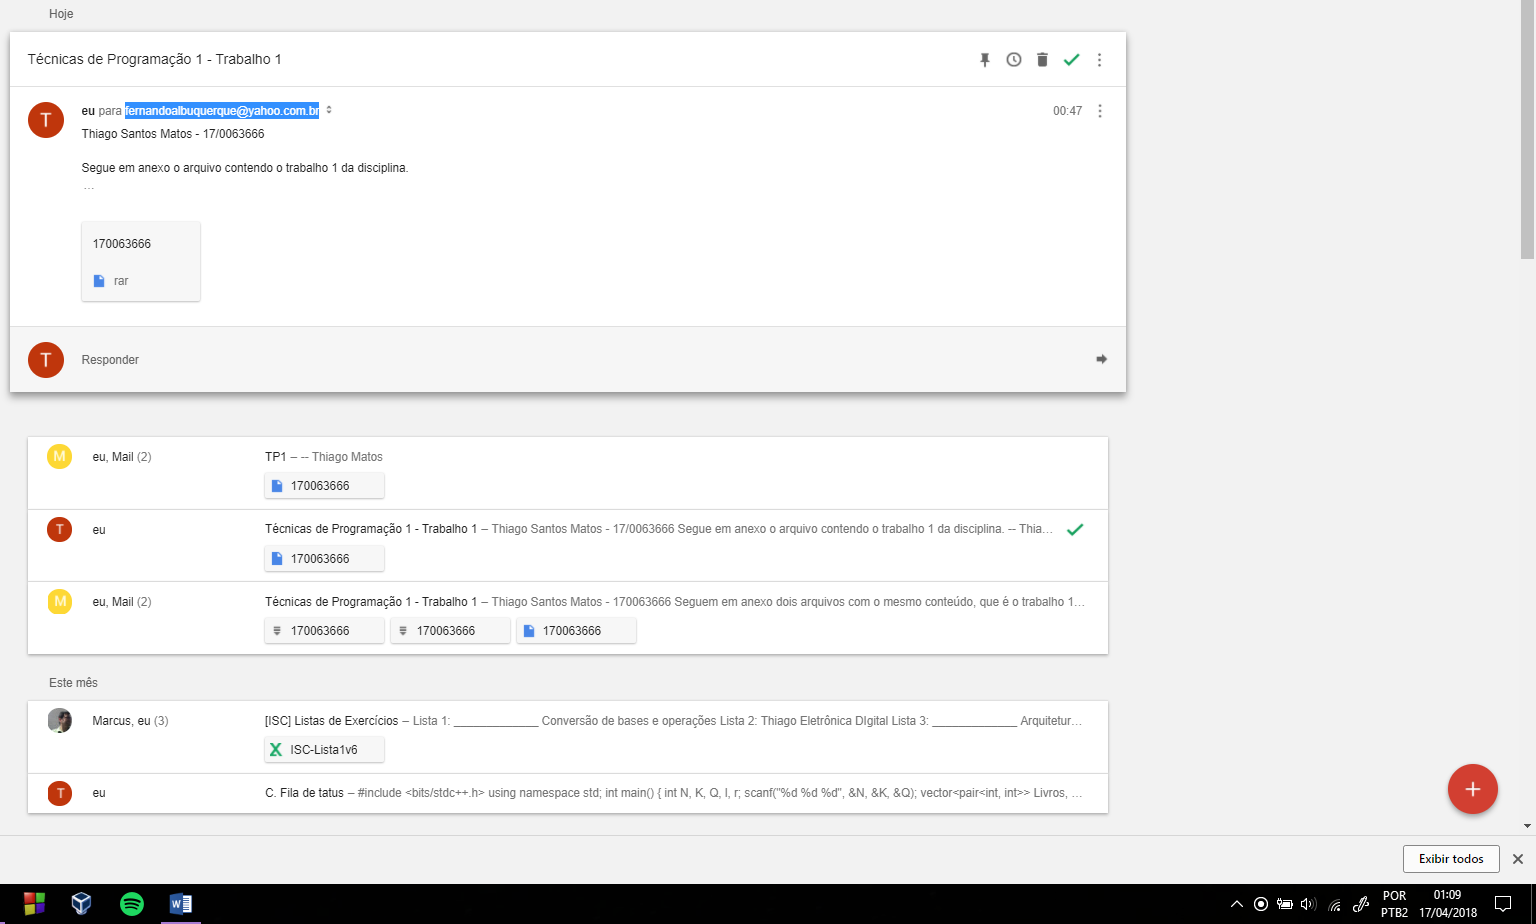 Hoje
Técnicas de Programação 1 - Trabalho 1
T
eu para fernandoalbuquerque@yahoo.com.br
00:47
Thiago Santos Matos - 17/0063666
Segue em anexo o arquivo contendo o trabalho 1 da disciplina.
...
170063666
rar
T
Responder
M
eu, Mail (2)
TP1 – -- Thiago Matos
170063666
T
eu
Técnicas de Programação 1 - Trabalho 1 – Thiago Santos Matos - 17/0063666 Segue em anexo o arquivo contendo o trabalho 1 da disciplina. -- Thia…
170063666
M
eu, Mail (2)
Técnicas de Programação 1 - Trabalho 1 – Thiago Santos Matos - 170063666 Seguem em anexo dois arquivos com o mesmo conteúdo, que é o trabalho 1…
170063666
170063666
170063666
Este mês
Marcus, eu (3)
[ISC] Listas de Exercícios – Lista 1: _____________ Conversão de bases e operações Lista 2: Thiago Eletrônica DIgital Lista 3: _____________ Arquitetur…
ISC-Lista1v6
T
eu
C. Fila de tatus – #include <bits/stdc++.h> using namespace std; int main() { int N, K, Q, l, r; scanf("%d %d %d", &N, &K, &Q); vector<pair<int, int>> Livros, …
+
Exibir todos
W
POR
PTB2
01:09
17/04/2018